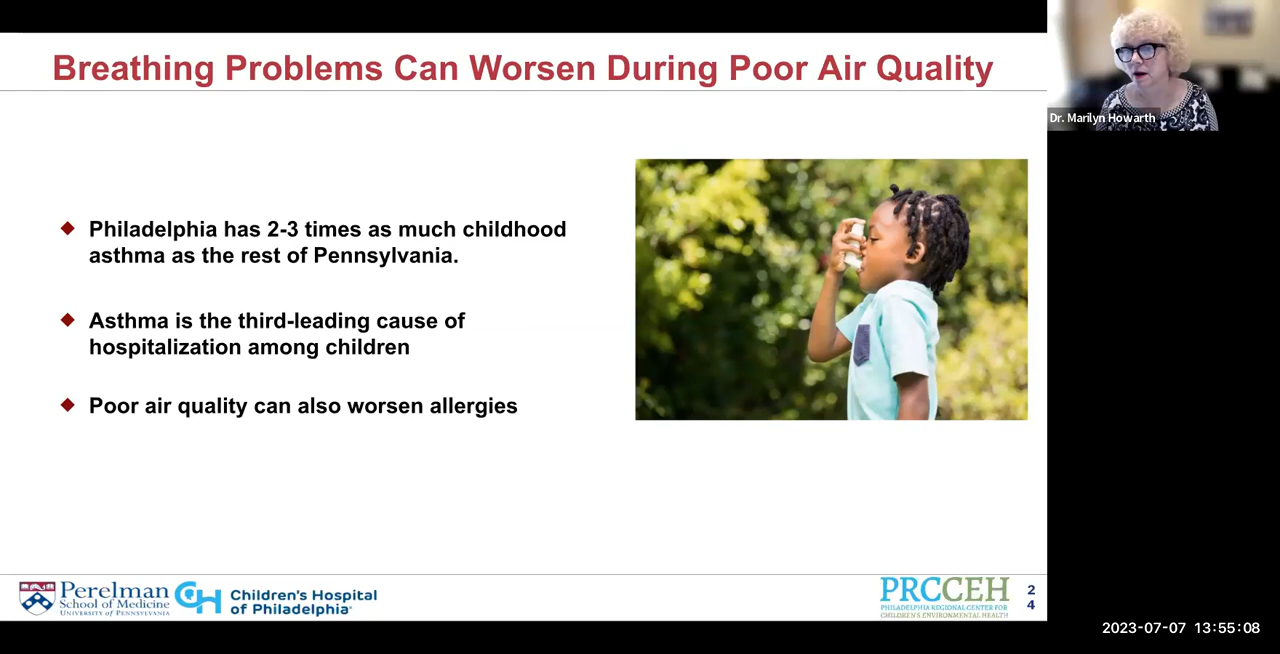 Breathing Problems Can Worsen During Poor Air Quality
Dr. Marilyn Howarth
◆ Philadelphia has 2-3 times as much childhood
asthma as the rest of Pennsylvania.
◆ Asthma is the third-leading cause of
hospitalization among children
◆ Poor air quality can also worsen allergies
Perelman
School of Medicine
UNIVERSITY OF PENNSYLVANIA
CH
Children's Hospital
of Philadelphia
PRCCEH
PHILADELPHIA REGIONAL CENTER FOR
CHILDREN'S ENVIRONMENTAL HEALTH
2
4
2023-07-07 13:55:08